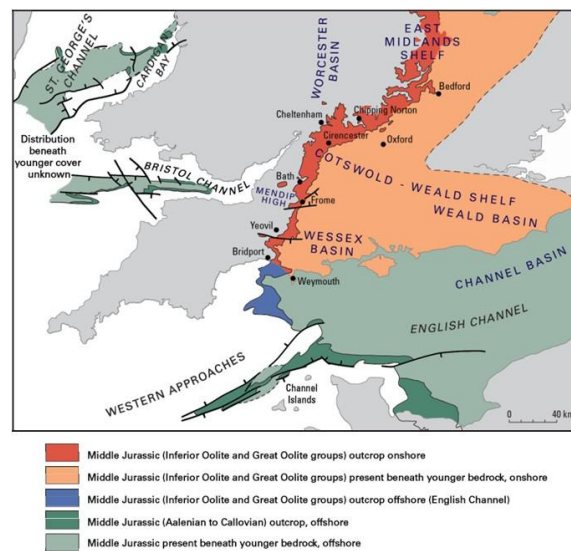 ST. GEORGE'S
CHANNEL
CARDIGAN
BAY
WORCESTER
BASIN
EAST
MIDLANDS
SHELF
Bedford
Chipping Norton
Cheltenham
Cirencester
Oxford
Distribution
beneath
younger cover
unknown
BRISTOL CHANNEL
Bath
MENDIP
HIGH
Frome
COTSWOLD - WEALD SHELF
WEALD BASIN
Yeovil
WESSEX
BASIN
Bridport
Weymouth
CHANNEL BASIN
ENGLISH CHANNEL
WESTERN APPROACHES
Channel
Islands
0 40 km
Middle Jurassic (Inferior Oolite and Great Oolite groups) outcrop onshore
Middle Jurassic (Inferior Oolite and Great Oolite groups) present beneath younger bedrock, onshore
Middle Jurassic (Inferior Oolite and Great Oolite groups) outcrop offshore (English Channel)
Middle Jurassic (Aalenian to Callovian) outcrop, offshore
Middle Jurassic present beneath younger bedrock, offshore